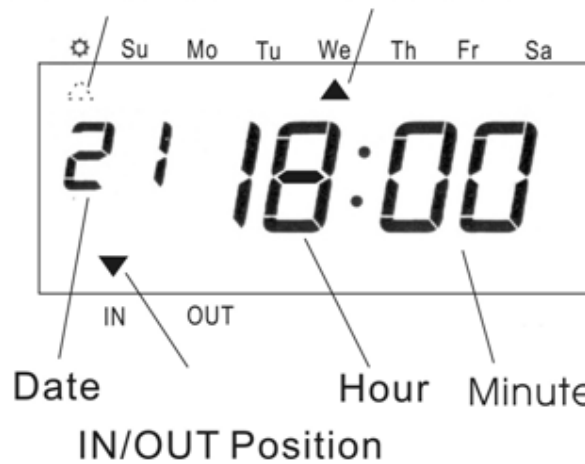 Su Mo Tu We Th Fr Sa
21 18:00
IN OUT
Date Hour Minute
IN/OUT Position